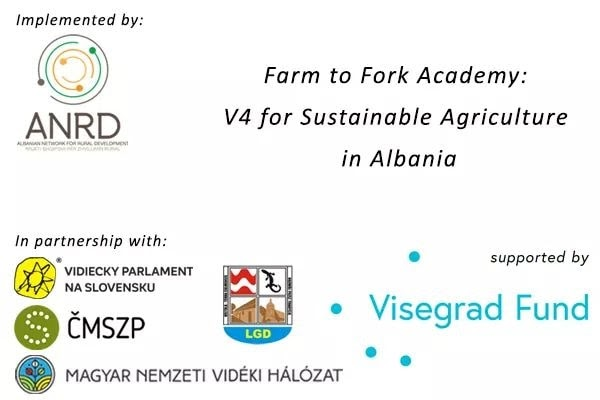 Implemented by:
ANRD
ALBANIAN NETWORK FOR RURAL DEVELOPMENT
RRJETI SHQIPTAR PËR ZHVILLIMIN RURAL
Farm to Fork Academy:
V4 for Sustainable Agriculture
in Albania
In partnership with:
VIDIECKY PARLAMENT
NA SLOVENSKU
ČMSZP
LGD
MAGYAR NEMZETI VIDÉKI HÁLÓZAT
supported by
Visegrad Fund